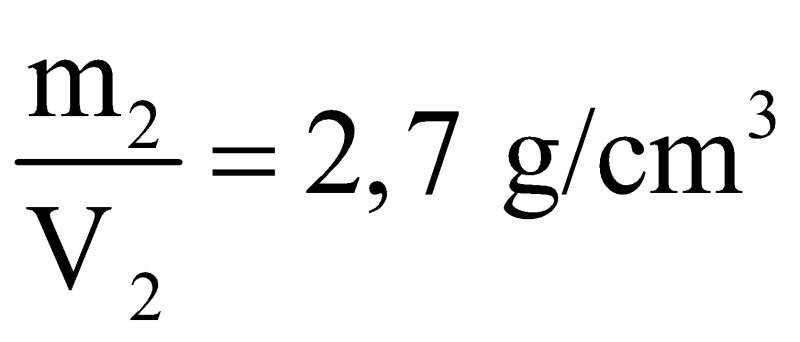 m₂/V₂ = 2,7 g/cm³